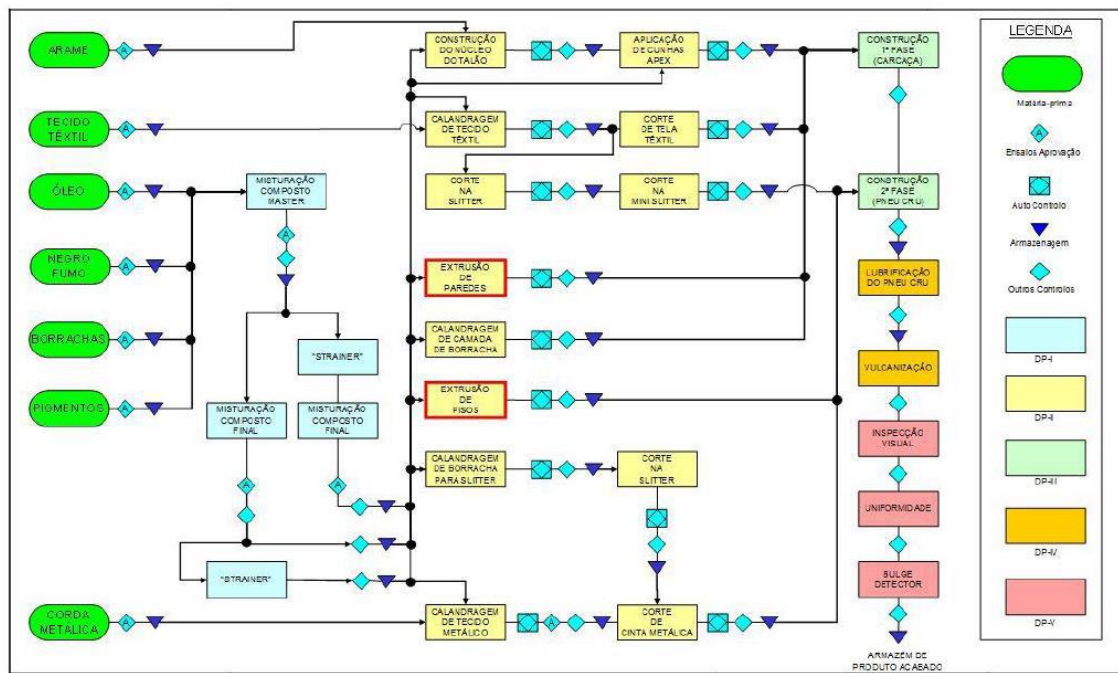 ARAME
A
TECIDO
TÊXTIL
A
ÓLEO
A
NEGRO
FUMO
A
BORRACHAS
A
PIGMENTOS
A
CORDA
METÁLICA
A
MISTURAÇÃO
COMPOSTO
MASTER
A
"STRAINER"
MISTURAÇÃO
COMPOSTO
FINAL
A
MISTURAÇÃO
COMPOSTO
FINAL
A
"STRAINER"
CONSTRUÇÃO
DO NÚCLEO
DO TALÃO
APLICAÇÃO
DE CUNHAS
APEX
CALANDRAGEM
DE TECIDO
TÊXTIL
CORTE
DE TELA
TÊXTIL
CORTE
NA
SLITTER
CORTE
NA
MINI SLITTER
EXTRUSÃO
DE
PAREDES
CALANDRAGEM
DE CAMADA
DE BORRACHA
EXTRUSÃO
DE
PISOS
CALANDRAGEM
DE BORRACHA
PARA SLITTER
CORTE
NA
SLITTER
CALANDRAGEM
DE TECIDO
METÁLICO
A
CORTE
DE
CINTA METÁLICA
CONSTRUÇÃO
1ª FASE
(CARCAÇA)
CONSTRUÇÃO
2ª FASE
(PNEU CRU)
LUBRIFICAÇÃO
DO PNEU CRU
VULCANIZAÇÃO
INSPECÇÃO
VISUAL
UNIFORMIDADE
BULGE
DETECTOR
ARMAZÉM DE
PRODUTO ACABADO
LEGENDA
Matéria-prima
A
Ensaios Aprovação
Auto Controlo
Armazenagem
Outros Controlos
DP-I
DP-II
DP-III
DP-IV
DP-V